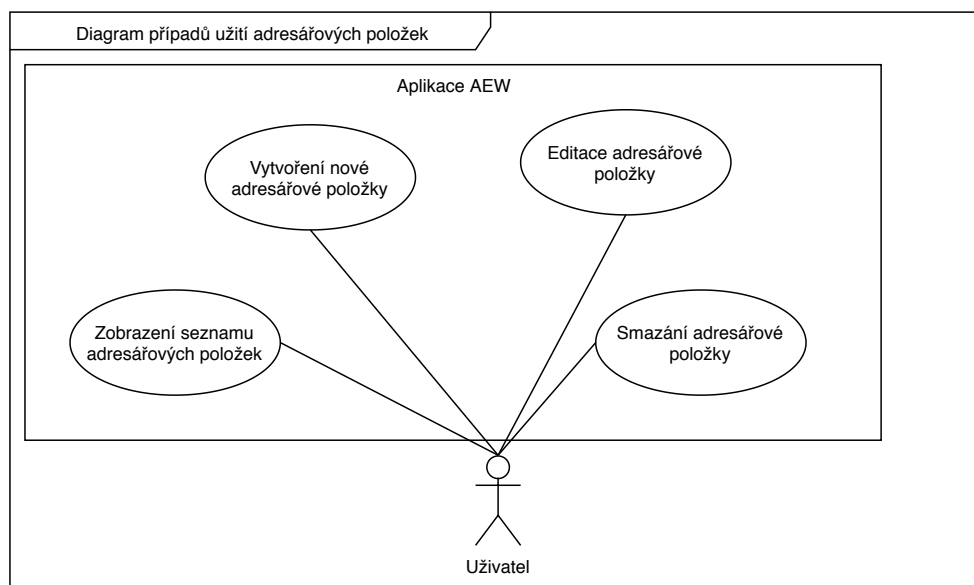 Diagram případů užití adresářových položek
Aplikace AEW
Vytvoření nové
adresářové položky
Editace adresářové
položky
Zobrazení seznamu
adresářových položek
Smazání adresářové
položky
Uživatel